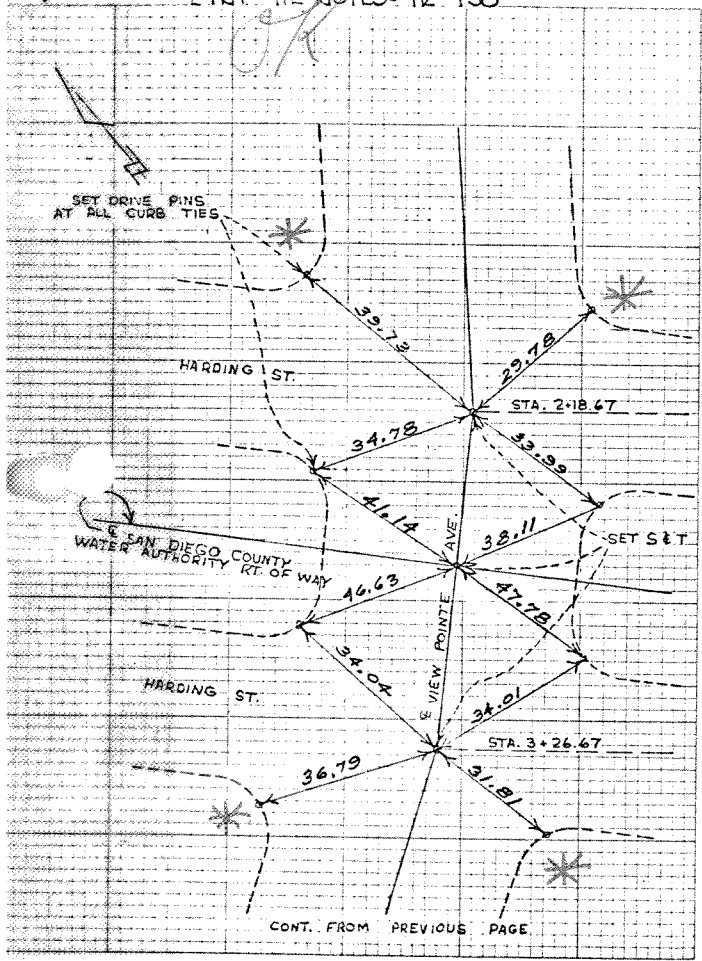 OK
SET DRIVE PINS
AT ALL CURB TIES
39.73
29.78
HARDING ST.
STA. 2+18.67
34.78
33.99
41.14
AVE.
38.11
SET S & T
℄ SAN DIEGO COUNTY
WATER AUTHORITY RT. OF WAY
46.63
47.78
℄ VIEW POINTE
34.04
HARDING ST.
34.01
STA. 3+26.67
36.79
31.81
CONT. FROM PREVIOUS PAGE